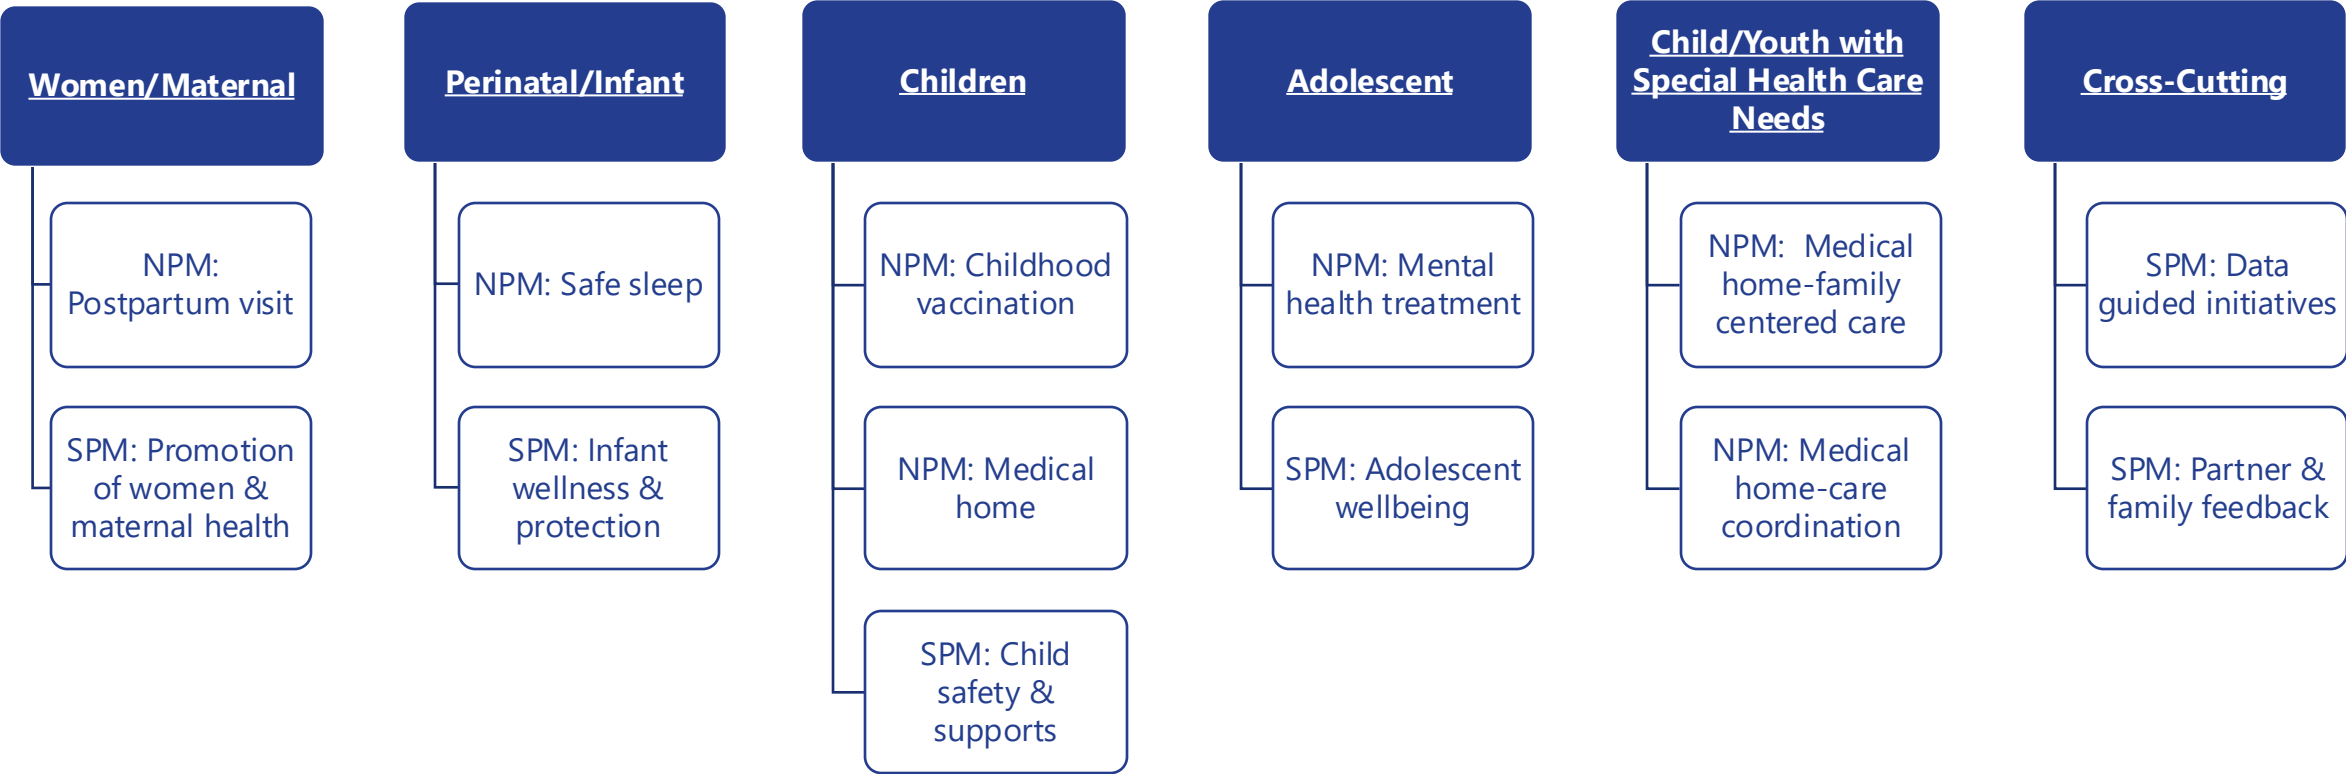 Women/Maternal
NPM:
Postpartum visit
SPM: Promotion
of women &
maternal health
Perinatal/Infant
NPM: Safe sleep
SPM: Infant
wellness &
protection
Children
NPM: Childhood
vaccination
NPM: Medical
home
SPM: Child
safety &
supports
Adolescent
NPM: Mental
health treatment
SPM: Adolescent
wellbeing
Child/Youth with
Special Health Care
Needs
NPM:  Medical
home-family
centered care
NPM: Medical
home-care
coordination
Cross-Cutting
SPM: Data
guided initiatives
SPM: Partner &
family feedback